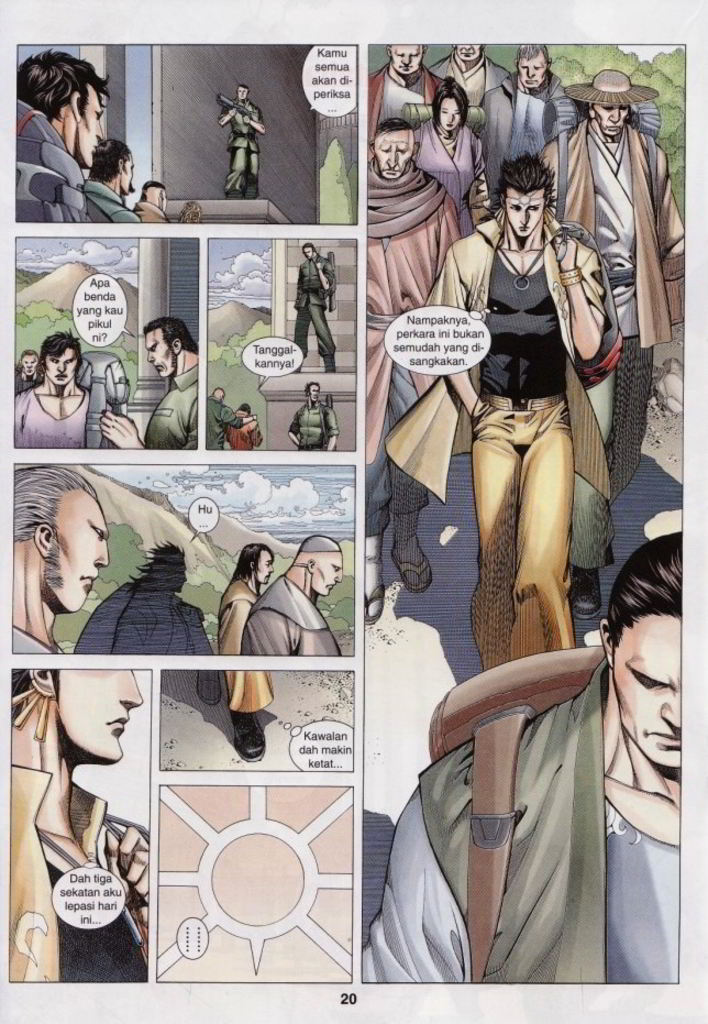 Kamu
semua
akan di-
periksa
...
Apa
benda
yang kau
pikul
ni?
Tanggal-
kannya!
Hu
...
Kawalan
dah makin
ketat...
Dah tiga
sekatan aku
lepasi hari
ini...
Nampaknya,
perkara ini bukan
semudah yang di-
sangkakan.
20